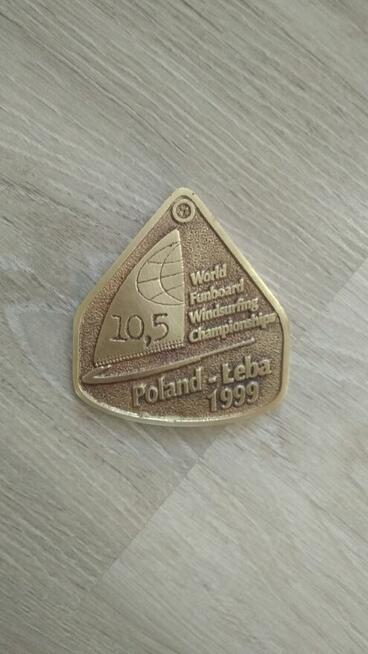 World
Funboard
Windsurfing
Championships
10,5
Poland - Łeba
1999